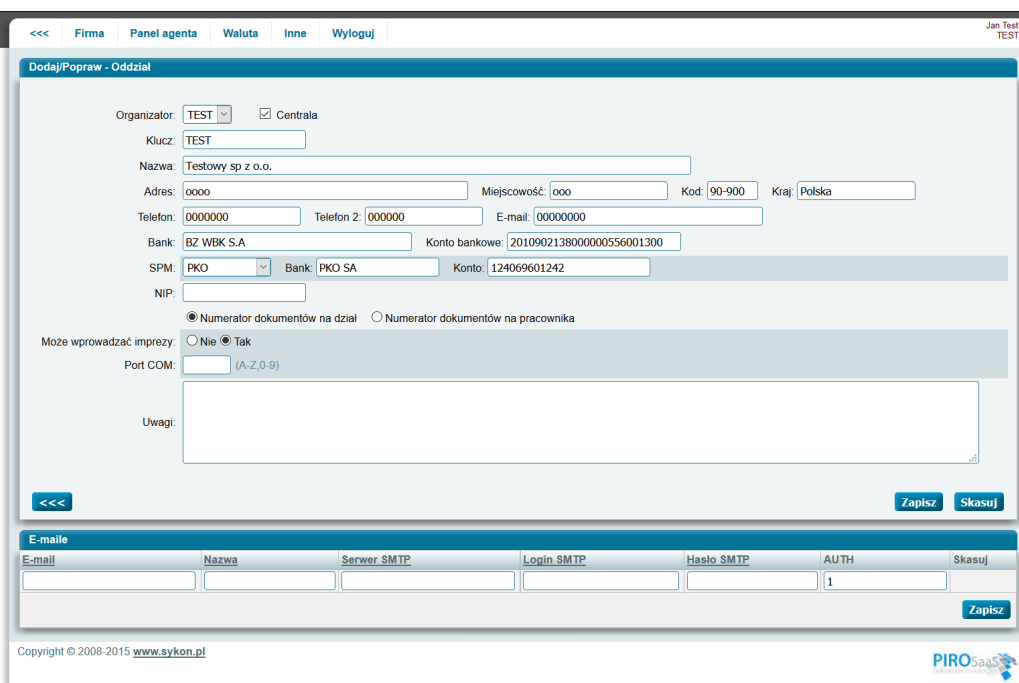 <<< Firma Panel agenta Waluta Inne Wyloguj Jan Test
TEST
Dodaj/Popraw - Oddział
Organizator: TEST Centrala
Klucz: TEST
Nazwa: Testowy sp z o.o.
Adres: oooo Miejscowość: ooo Kod: 90-900 Kraj: Polska
Telefon: 0000000 Telefon 2: 000000 E-mail: 00000000
Bank: BZ WBK S.A Konto bankowe: 2010902138000000556001300
SPM: PKO Bank: PKO SA Konto: 124069601242
NIP:
Numerator dokumentów na dział Numerator dokumentów na pracownika
Może wprowadzać imprezy: Nie Tak
Port COM: (A-Z,0-9)
Uwagi:
<<< Zapisz Skasuj
E-maile
E-mail Nazwa Serwer SMTP Login SMTP Hasło SMTP AUTH Skasuj
1
Zapisz
Copyright © 2008-2015 www.sykon.pl
PIROSaaS
Sykon technologies